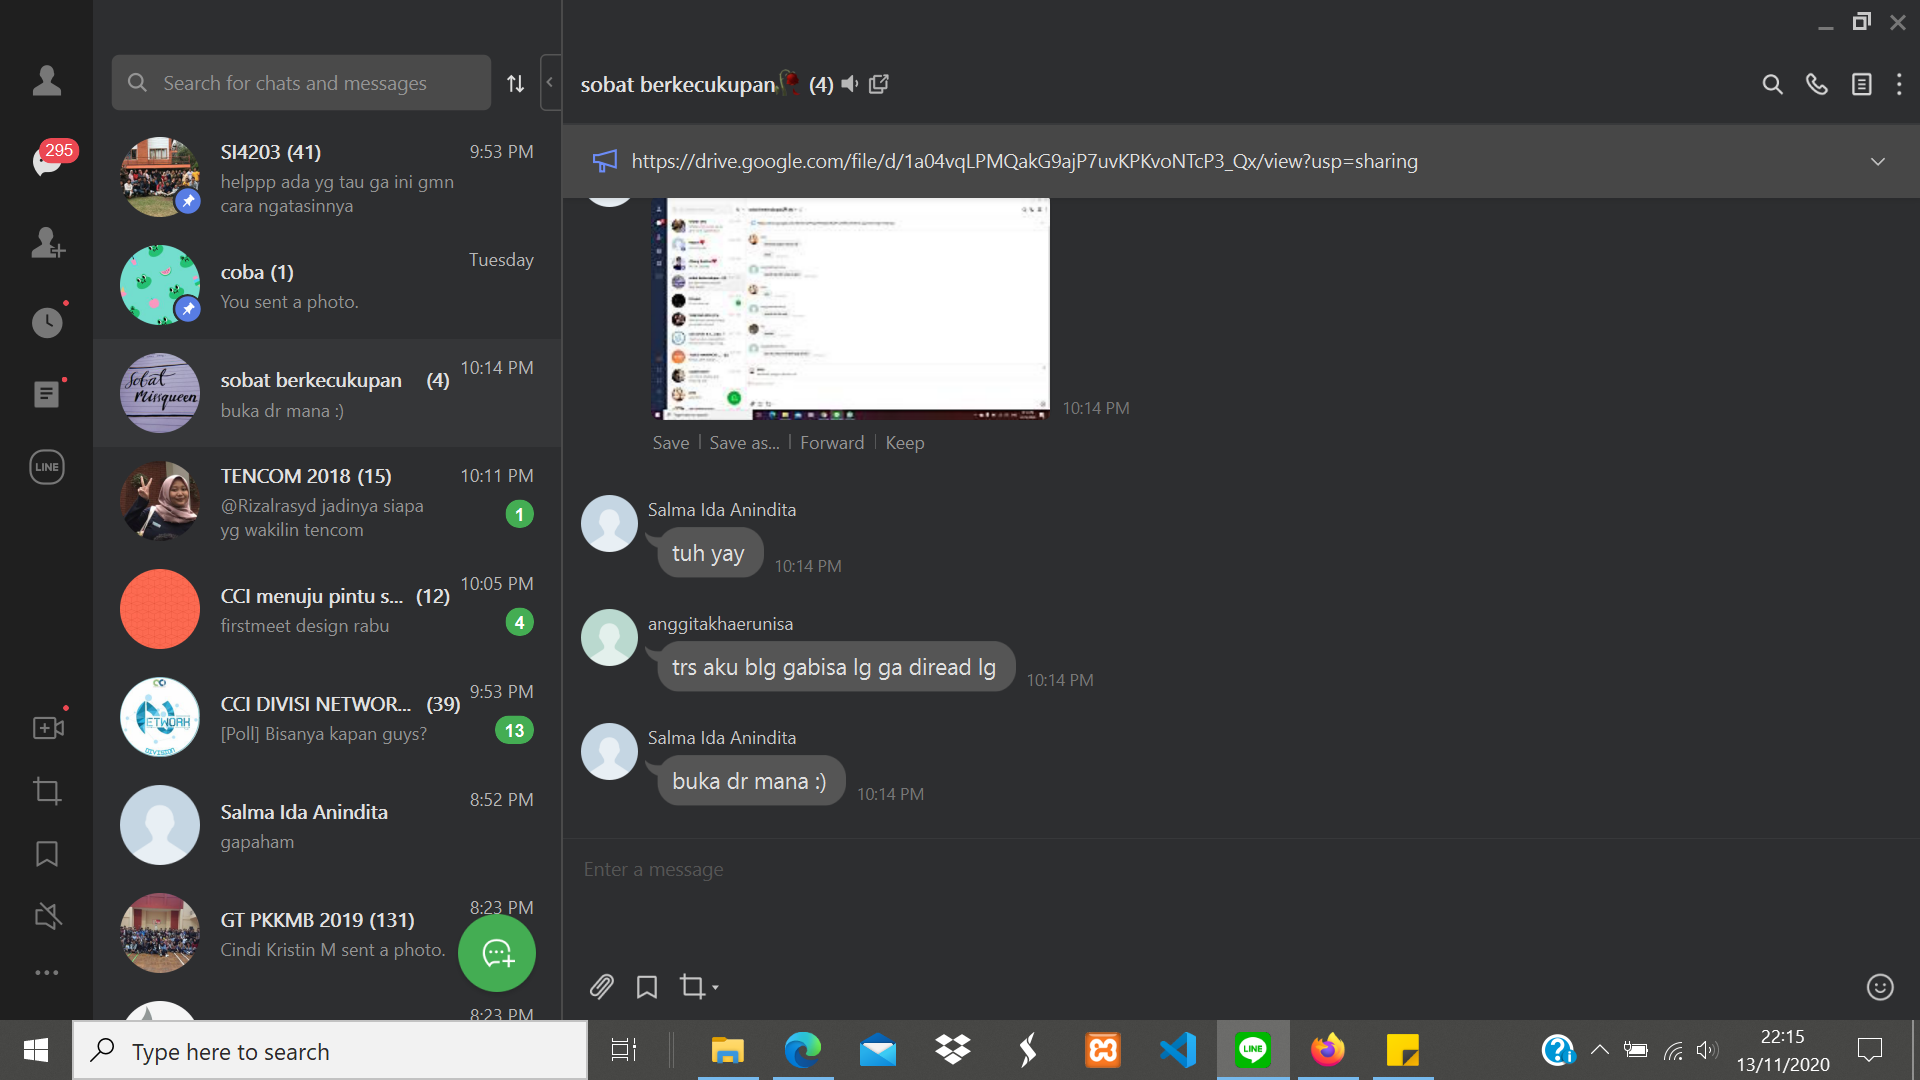 295
LINE
Search for chats and messages
SI4203 (41)
9:53 PM
helppp ada yg tau ga ini gmn
cara ngatasinnya
coba (1)
Tuesday
You sent a photo.
Sobat
Missqueen
sobat berkecukupan (4)
10:14 PM
buka dr mana :)
TENCOM 2018 (15)
10:11 PM
@Rizalrasyd jadinya siapa
yg wakilin tencom
1
CCI menuju pintu s... (12)
10:05 PM
firstmeet design rabu
4
NETWORK
DIVISION
CCI DIVISI NETWOR... (39)
9:53 PM
[Poll] Bisanya kapan guys?
13
Salma Ida Anindita
8:52 PM
gapaham
GT PKKMB 2019 (131)
8:23 PM
Cindi Kristin M sent a photo.
8:23 PM
sobat berkecukupan🥀 (4)
https://drive.google.com/file/d/1a04vqLPMQakG9ajP7uvKPKvoNTcP3_Qx/view?usp=sharing
10:14 PM
Save | Save as... | Forward | Keep
Salma Ida Anindita
tuh yay
10:14 PM
anggitakhaerunisa
trs aku blg gabisa lg ga diread lg
10:14 PM
Salma Ida Anindita
buka dr mana :)
10:14 PM
Enter a message
Type here to search
LINE
22:15
13/11/2020